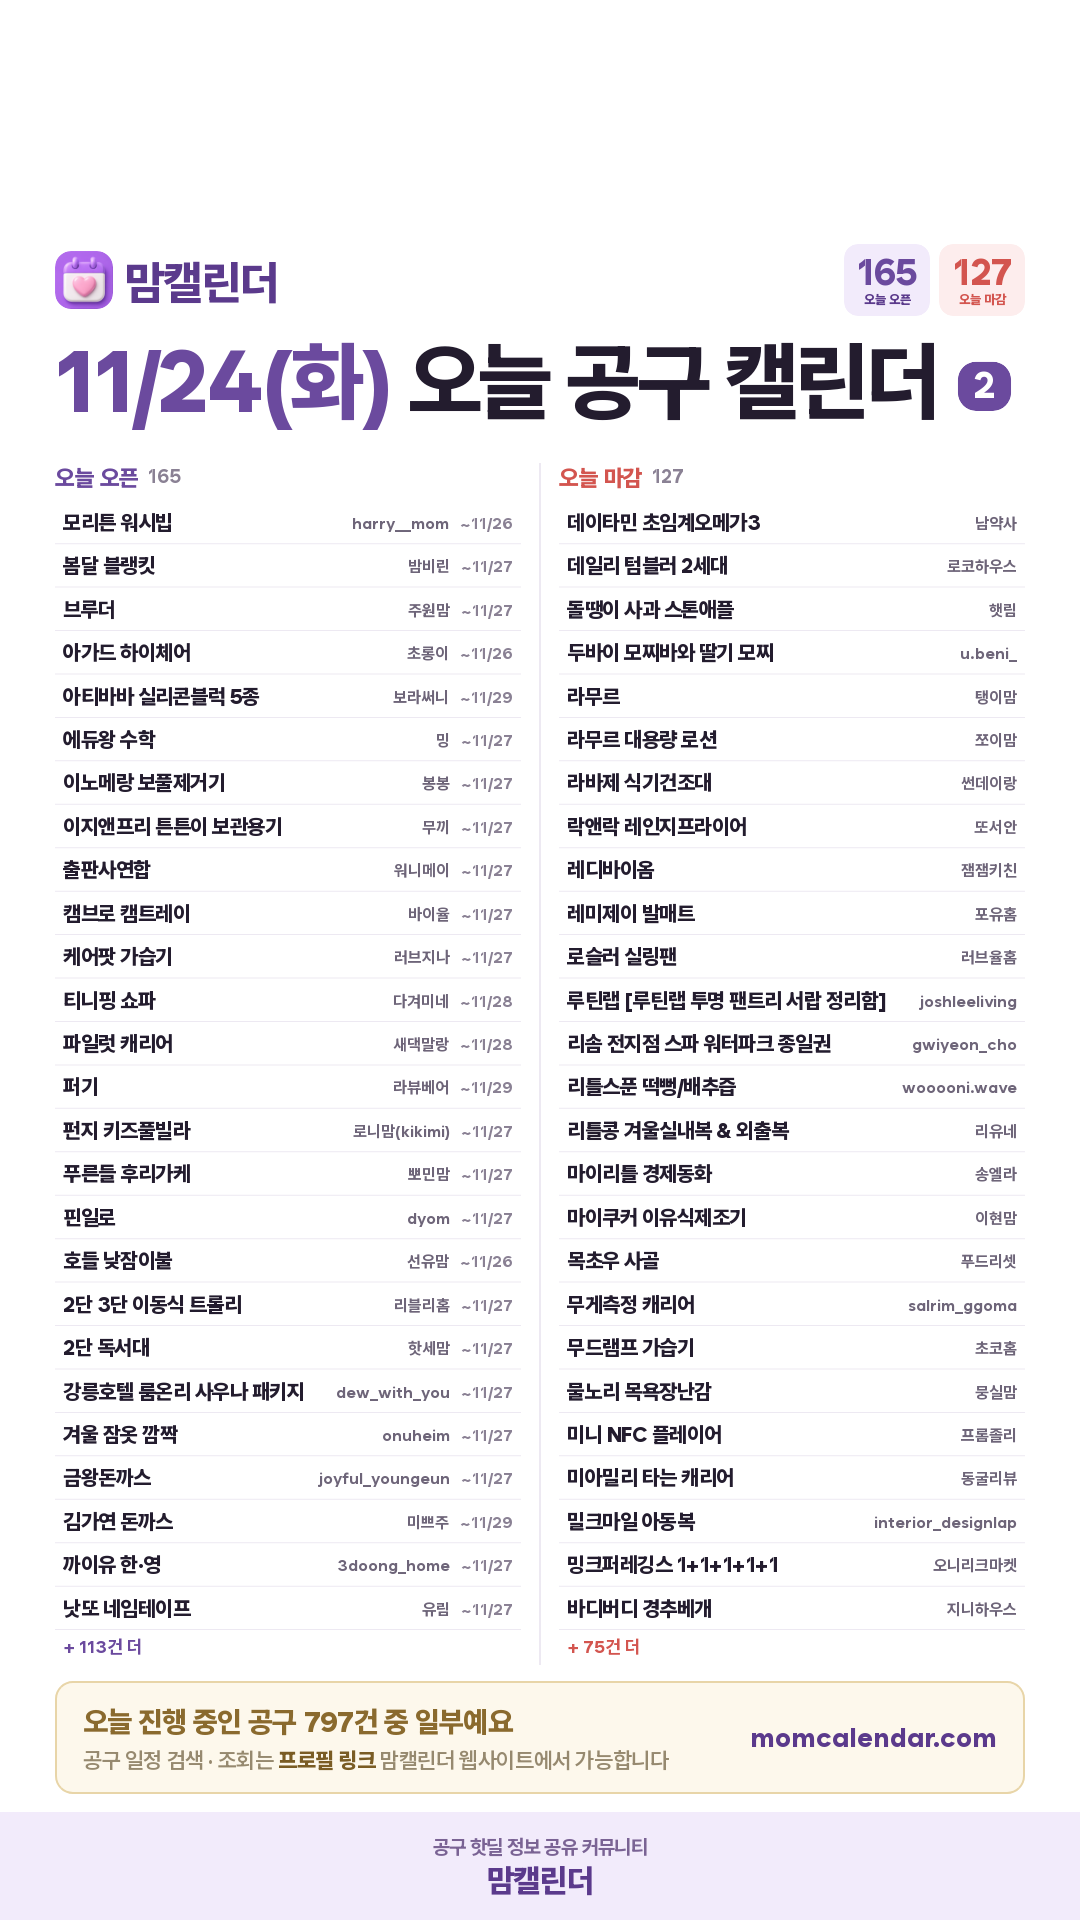 맘캘린더
165
오늘 오픈
127
오늘 마감
11/24(화) 오늘 공구 캘린더 2
오늘 오픈 165
모리튼 워시빕 harry__mom ~11/26
봄달 블랭킷 밤비린 ~11/27
브루더 주원맘 ~11/27
아가드 하이체어 초롱이 ~11/26
아티바바 실리콘블럭 5종 보라써니 ~11/29
에듀왕 수학 밍 ~11/27
이노메랑 보풀제거기 봉봉 ~11/27
이지앤프리 튼튼이 보관용기 무끼 ~11/27
출판사연합 워니메이 ~11/27
캠브로 캠트레이 바이율 ~11/27
케어팟 가습기 러브지나 ~11/27
티니핑 쇼파 다겨미네 ~11/28
파일럿 캐리어 새댁말랑 ~11/28
퍼기 라뷰베어 ~11/29
펀지 키즈풀빌라 로니맘(kikimi) ~11/27
푸른들 후리가케 뽀민맘 ~11/27
핀일로 dyom ~11/27
호들 낮잠이불 선유맘 ~11/26
2단 3단 이동식 트롤리 리블리홈 ~11/27
2단 독서대 핫세맘 ~11/27
강릉호텔 룸온리 사우나 패키지 dew_with_you ~11/27
겨울 잠옷 깜짝 onuheim ~11/27
금왕돈까스 joyful_youngeun ~11/27
김가연 돈까스 미쁘주 ~11/29
까이유 한·영 3doong_home ~11/27
낫또 네임테이프 유림 ~11/27
+ 113건 더
오늘 마감 127
데이타민 초임계오메가3 남약사
데일리 텀블러 2세대 로코하우스
돌땡이 사과 스톤애플 햇림
두바이 모찌바와 딸기 모찌 u.beni_
라무르 탱이맘
라무르 대용량 로션 쪼이맘
라바제 식기건조대 썬데이랑
락앤락 레인지프라이어 또서안
레디바이옴 잼잼키친
레미제이 발매트 포유홈
로슬러 실링팬 러브율홈
루틴랩 [루틴랩 투명 팬트리 서랍 정리함] joshleeliving
리솜 전지점 스파 워터파크 종일권 gwiyeon_cho
리틀스푼 떡뻥/배추즙 wooooni.wave
리틀콩 겨울실내복 & 외출복 리유네
마이리틀 경제동화 송엘라
마이쿠커 이유식제조기 이현맘
목초우 사골 푸드리셋
무게측정 캐리어 salrim_ggoma
무드램프 가습기 초코홈
물노리 목욕장난감 뭉실맘
미니 NFC 플레이어 프롬졸리
미아밀리 타는 캐리어 동굴리뷰
밀크마일 아동복 interior_designlap
밍크퍼레깅스 1+1+1+1+1 오니리크마켓
바디버디 경추베개 지니하우스
+ 75건 더
오늘 진행 중인 공구 797건 중 일부예요
공구 일정 검색 · 조회는 프로필 링크 맘캘린더 웹사이트에서 가능합니다
momcalendar.com
공구 핫딜 정보 공유 커뮤니티
맘캘린더